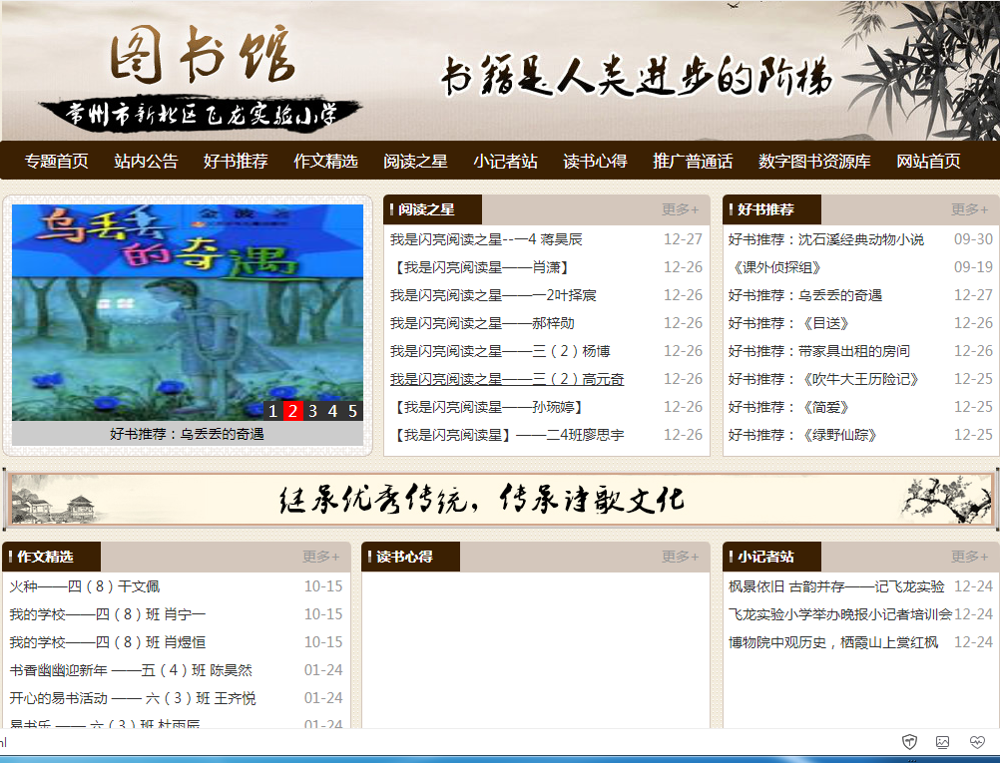 图书馆
书籍是人类进步的阶梯
常州市新北区飞龙实验小学
专题首页 站内公告 好书推荐 作文精选 阅读之星 小记者站 读书心得 推广普通话 数字图书资源库 网站首页
乌丢丢的奇遇
金波 著
1 2 3 4 5
好书推荐：乌丢丢的奇遇
阅读之星 更多+
我是闪亮阅读之星--一4 蒋昊辰 12-27
【我是闪亮阅读星——肖潇】 12-26
我是闪亮阅读之星——一2叶择宸 12-26
我是闪亮阅读之星——郝梓勋 12-26
我是闪亮阅读之星——三（2）杨博 12-26
我是闪亮阅读之星——三（2）高元奇 12-26
【我是闪亮阅读星——孙琬婷】 12-26
【我是闪亮阅读星】——二4班廖思宇 12-26
好书推荐 更多+
好书推荐：沈石溪经典动物小说 09-30
《课外侦探组》 09-19
好书推荐：乌丢丢的奇遇 12-27
好书推荐：《目送》 12-26
好书推荐：带家具出租的房间 12-26
好书推荐：《吹牛大王历险记》 12-25
好书推荐：《简爱》 12-25
好书推荐：《绿野仙踪》 12-25
继承优秀传统，传承诗歌文化
作文精选 更多+
火种——四（8）干文佩 10-15
我的学校——四（8）班 肖宁一 10-15
我的学校——四（8）班 肖煜恒 10-15
书香幽幽迎新年 ——五（4）班 陈昊然 01-24
开心的易书活动 —— 六（3）班 王齐悦 01-24
易书乐 —— 六（3）班 杜雨辰 01-24
读书心得 更多+
小记者站 更多+
枫景依旧 古韵并存——记飞龙实验 12-24
飞龙实验小学举办晚报小记者培训会 12-24
博物院中观历史，栖霞山上赏红枫 12-24